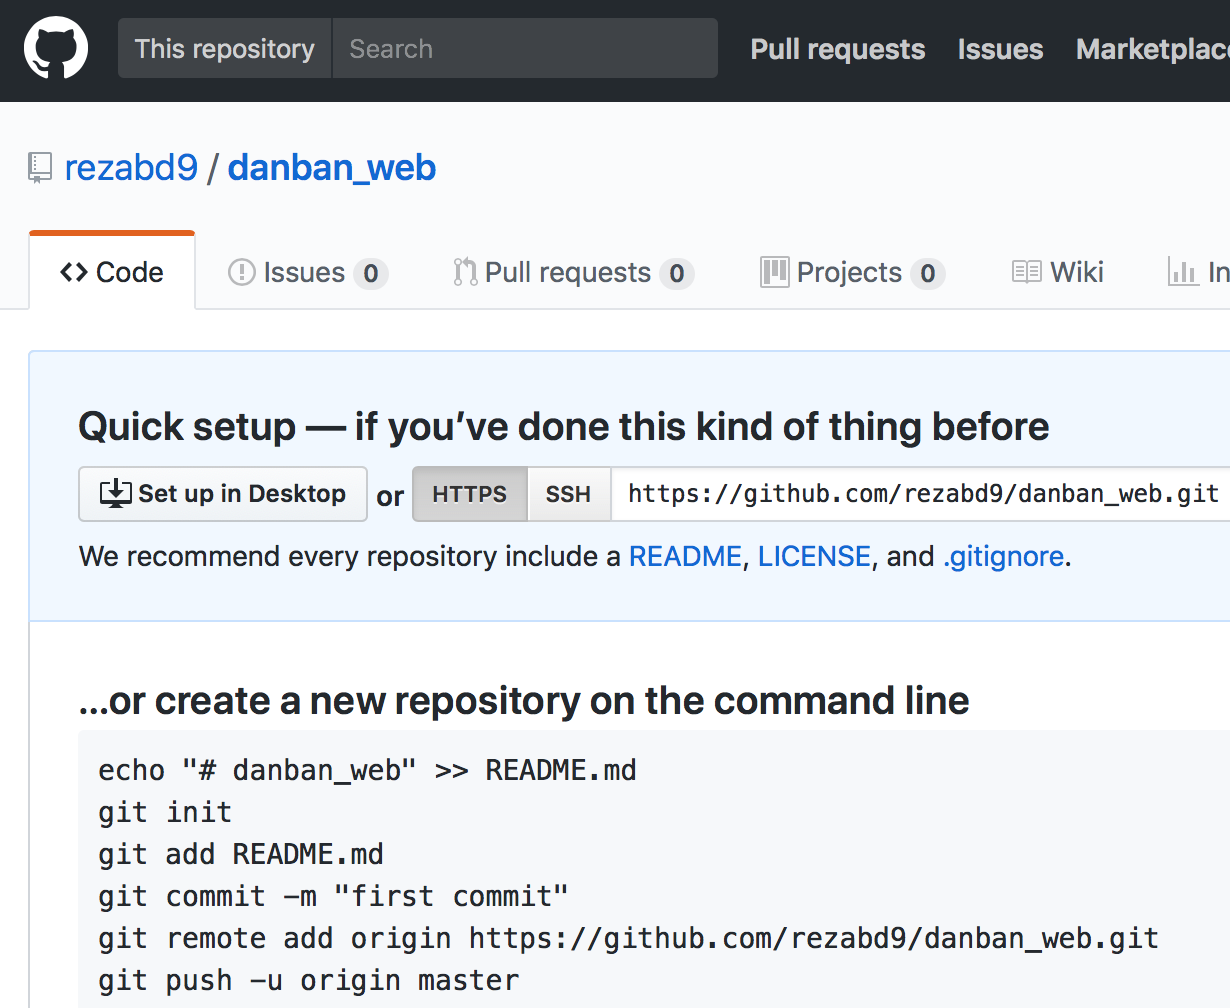 This repository Search Pull requests Issues
rezabd9 / danban_web
Code Issues 0 Pull requests 0 Projects 0 Wiki
Quick setup — if you’ve done this kind of thing before
Set up in Desktop or HTTPS SSH https://github.com/rezabd9/danban_web.git
We recommend every repository include a README, LICENSE, and .gitignore.
…or create a new repository on the command line
echo "# danban_web" >> README.md
git init
git add README.md
git commit -m "first commit"
git remote add origin https://github.com/rezabd9/danban_web.git
git push -u origin master